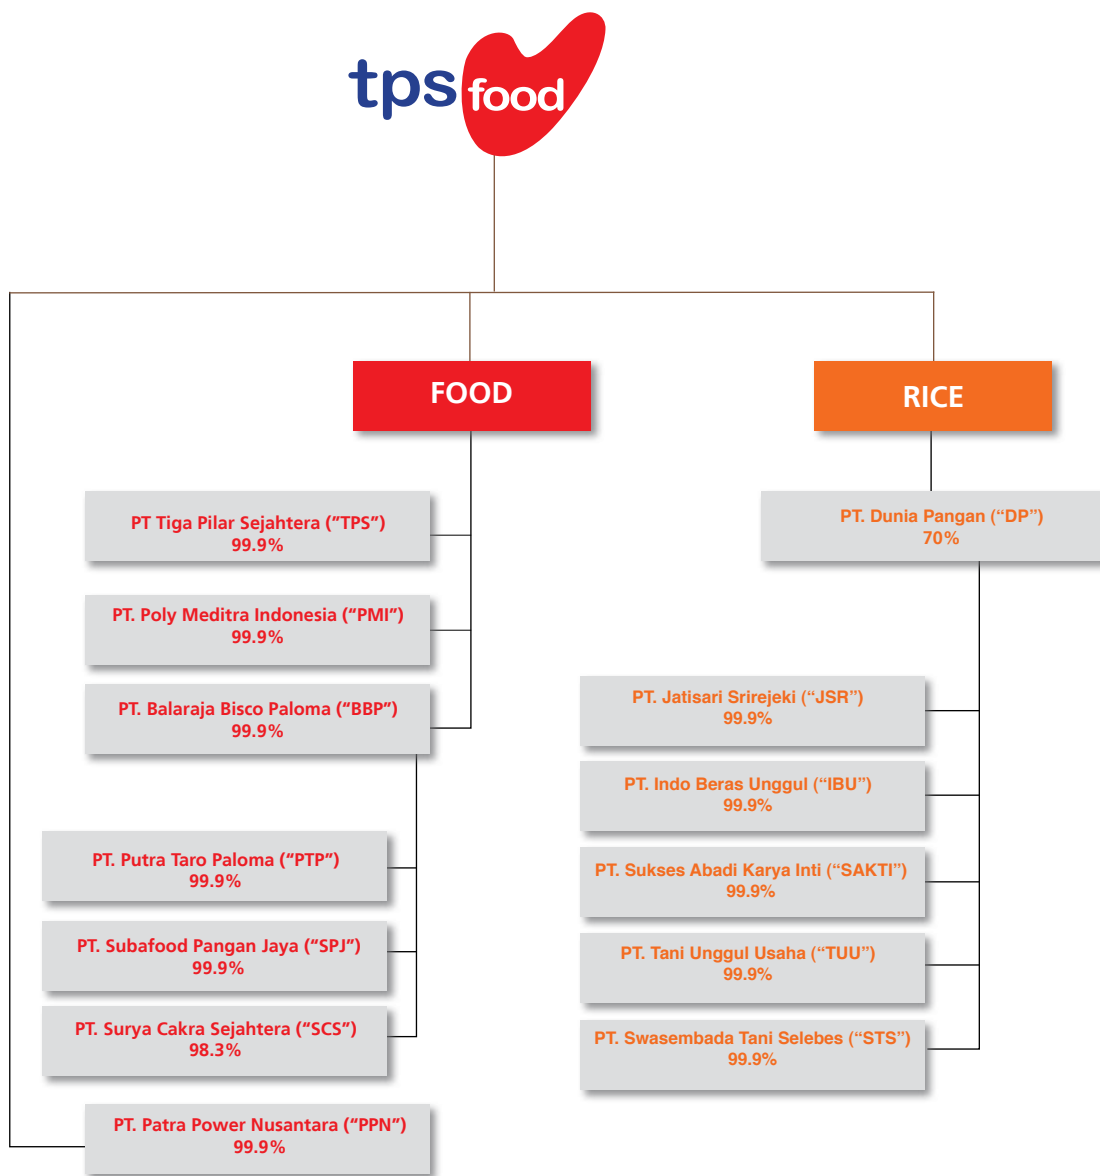 tps food
FOOD
PT Tiga Pilar Sejahtera ("TPS")
99.9%
PT. Poly Meditra Indonesia ("PMI")
99.9%
PT. Balaraja Bisco Paloma ("BBP")
99.9%
PT. Putra Taro Paloma ("PTP")
99.9%
PT. Subafood Pangan Jaya ("SPJ")
99.9%
PT. Surya Cakra Sejahtera ("SCS")
98.3%
PT. Patra Power Nusantara ("PPN")
99.9%
RICE
PT. Dunia Pangan (“DP”)
70%
PT. Jatisari Srirejeki (“JSR”)
99.9%
PT. Indo Beras Unggul (“IBU”)
99.9%
PT. Sukses Abadi Karya Inti (“SAKTI”)
99.9%
PT. Tani Unggul Usaha (“TUU”)
99.9%
PT. Swasembada Tani Selebes (“STS”)
99.9%